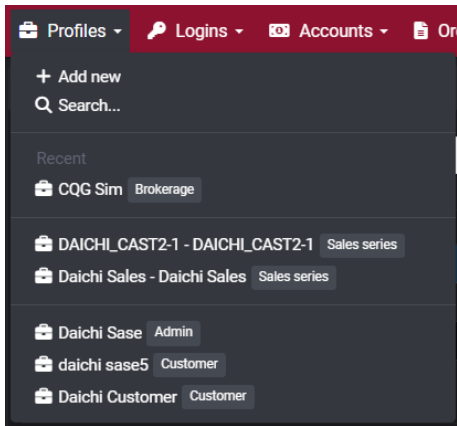 Profiles Logins Accounts Or
+ Add new
Search...
Recent
CQG Sim Brokerage
DAICHI_CAST2-1 - DAICHI_CAST2-1 Sales series
Daichi Sales - Daichi Sales Sales series
Daichi Sase Admin
daichi sase5 Customer
Daichi Customer Customer